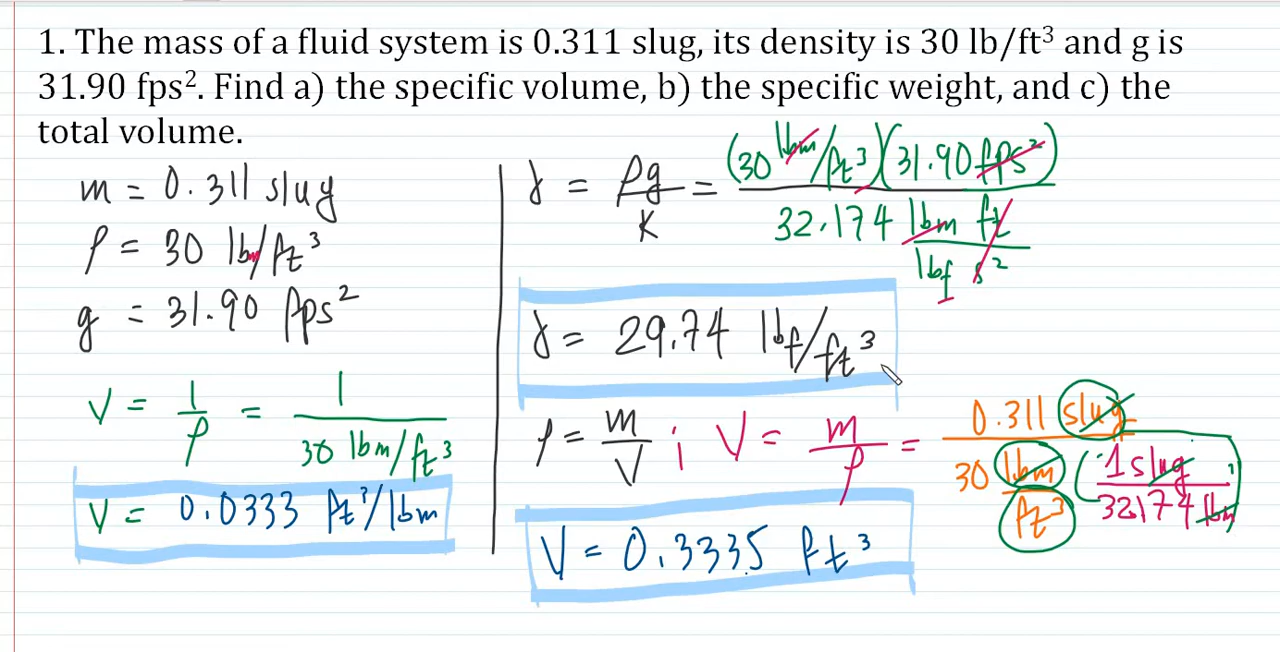 1. The mass of a fluid system is 0.311 slug, its density is 30 lb/ft³ and g is
31.90 fps². Find a) the specific volume, b) the specific weight, and c) the
total volume.
m = 0.311 slug
ρ = 30 lbm/ft³
g = 31.90 fps²
v = 1/ρ = 1/(30 lbm/ft³)
v = 0.0333 ft³/lbm
γ = ρg/K = (30 lbm/ft³)(31.90 fps²)/(32.174 lbm ft/lbf s²)
γ = 29.74 lbf/ft³
ρ = m/V ; V = m/ρ = 0.311 slug/(30 lbm/ft³ (1 slug/32.174 lbm))
V = 0.3335 ft³